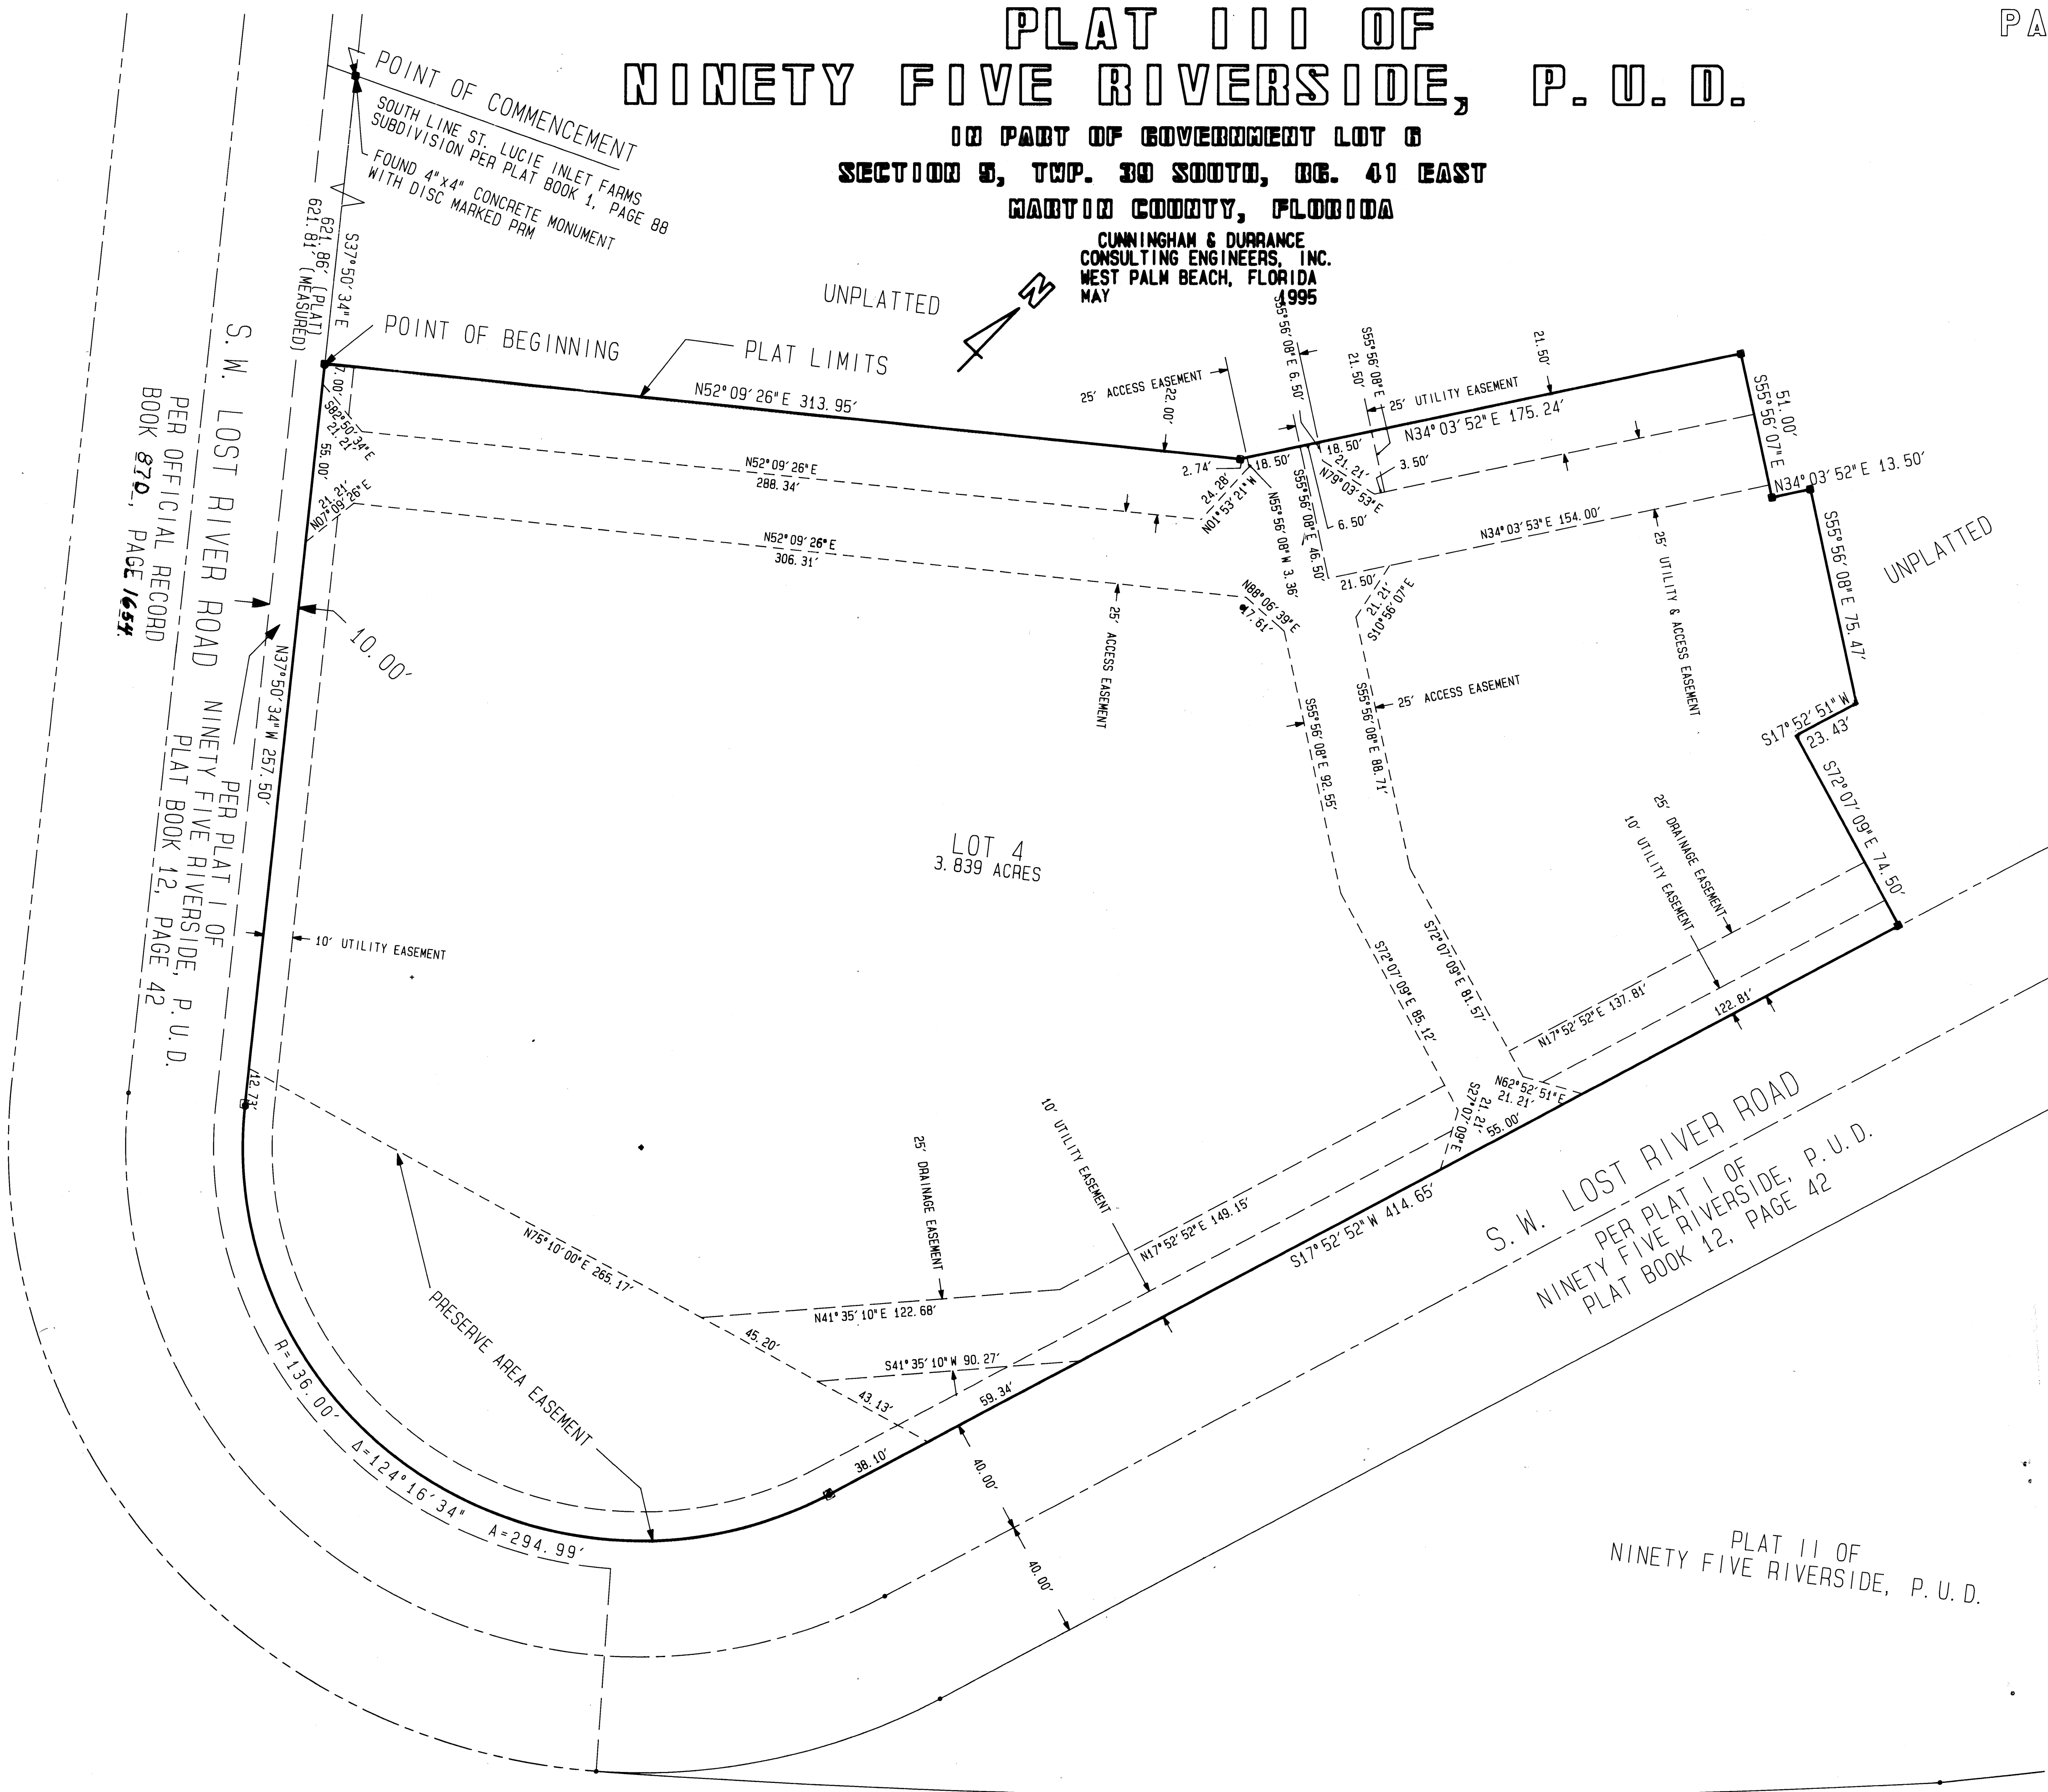 PLAT III OF
NINETY FIVE RIVERSIDE, P.U.D.
IN PART OF GOVERNMENT LOT 6
SECTION 5, TWP. 39 SOUTH, RG. 41 EAST
MARTIN COUNTY, FLORIDA
CUNNINGHAM & DURRANCE
CONSULTING ENGINEERS, INC.
WEST PALM BEACH, FLORIDA
MAY 1995
PA
POINT OF COMMENCEMENT
SOUTH LINE ST. LUCIE INLET FARMS
SUBDIVISION PER PLAT BOOK 1, PAGE 88
FOUND 4"x4" CONCRETE MONUMENT
WITH DISC MARKED PRM
S37°50'34"E
621.86' (PLAT)
621.81' (MEASURED)
UNPLATTED
N
POINT OF BEGINNING
PLAT LIMITS
N52°09'26"E 313.95'
25' ACCESS EASEMENT
22.00'
S55°56'08"E 6.50'
S55°56'08"E
21.50'
21.50'
25' UTILITY EASEMENT
N34°03'52"E 175.24'
S55°56'07"E
51.00'
N34°03'52"E 13.50'
S55°56'08"E 75.47'
UNPLATTED
S17°52'51"W
23.43'
S72°07'09"E 74.50'
7.00'
S82°50'34"E
21.21'
55.00'
21.21'
N07°09'26"E
N52°09'26"E
288.34'
N52°09'26"E
306.31'
2.74'
18.50'
18.50'
24.28'
N01°53'21"W
N55°56'08"W 3.36'
S55°56'08"E 46.50'
21.21'
N79°03'53"E
3.50'
6.50'
N34°03'53"E 154.00'
21.50'
21.21'
S10°56'07"E
N88°06'39"E
17.61'
25' ACCESS EASEMENT
25' UTILITY & ACCESS EASEMENT
S55°56'08"E 92.55'
S55°56'08"E 88.71'
25' ACCESS EASEMENT
S. W. LOST RIVER ROAD
PER OFFICIAL RECORD
BOOK 870, PAGE 1654.
10.00'
N37°50'34"W 257.50'
PER PLAT I OF
NINETY FIVE RIVERSIDE, P.U.D.
PLAT BOOK 12, PAGE 42
10' UTILITY EASEMENT
LOT 4
3.839 ACRES
25' DRAINAGE EASEMENT
10' UTILITY EASEMENT
S72°07'09"E 85.12'
S72°07'09"E 81.57'
N17°52'52"E 137.81'
122.81'
N62°52'51"E
21.21'
S27°07'09"E
21.21'
55.00'
12.73'
N75°10'00"E 265.17'
PRESERVE AREA EASEMENT
25' DRAINAGE EASEMENT
10' UTILITY EASEMENT
N17°52'52"E 149.15'
S17°52'52"W 414.65'
N41°35'10"E 122.68'
45.20'
S41°35'10"W 90.27'
43.13'
59.34'
38.10'
40.00'
40.00'
R=136.00'
Δ=124°16'34"
A=294.99'
S.W. LOST RIVER ROAD
PER PLAT I OF
NINETY FIVE RIVERSIDE, P.U.D.
PLAT BOOK 12, PAGE 42
PLAT II OF
NINETY FIVE RIVERSIDE, P.U.D.